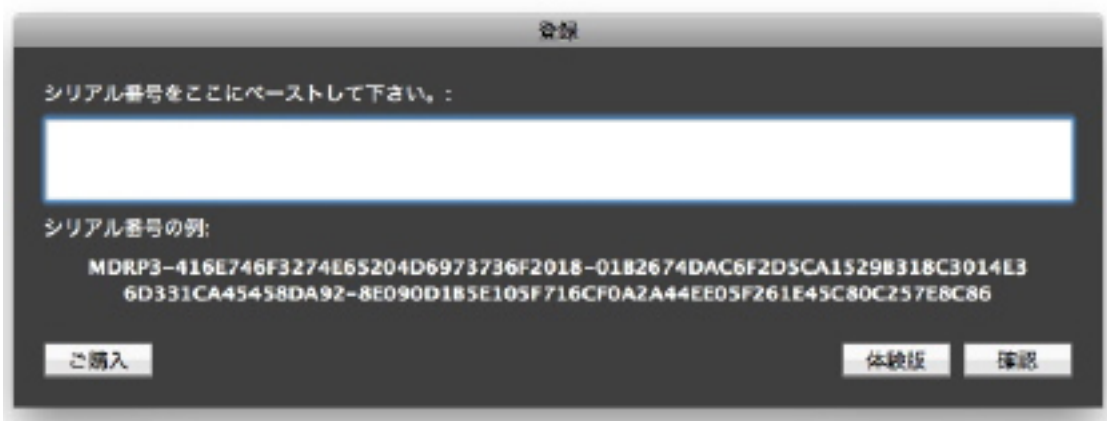 登録
シリアル番号をここにペーストして下さい。:
シリアル番号の例:
MDRP3-416E746F3274E65204D6973736F2018-01B2674DAC6F2D5CA1529B318C3014E3
6D331CA45458DA92-8E090D1B5E105F716CF0A2A44EE05F261E45C80C257E8C86
ご購入
体験版
確認